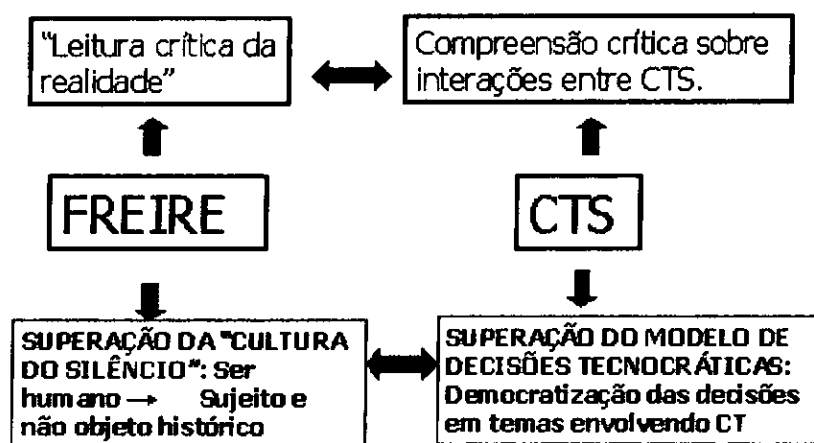 "Leitura crítica da
realidade"
Compreensão crítica sobre
interações entre CTS.
FREIRE
CTS
SUPERAÇÃO DA "CULTURA
DO SILÊNCIO": Ser
humano → Sujeito e
não objeto histórico
SUPERAÇÃO DO MODELO DE
DECISÕES TECNOCRÁTICAS:
Democratização das decisões
em temas envolvendo CT